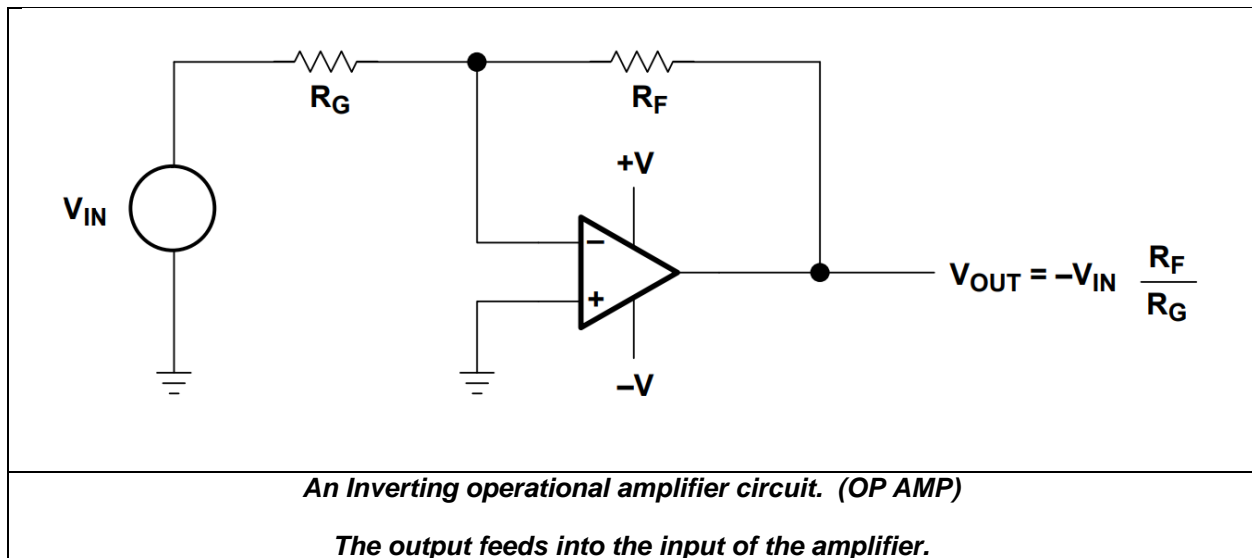 R_G
R_F
+V
V_IN
−
+
V_OUT = –V_IN R_F
R_G
–V
An Inverting operational amplifier circuit. (OP AMP)
The output feeds into the input of the amplifier.